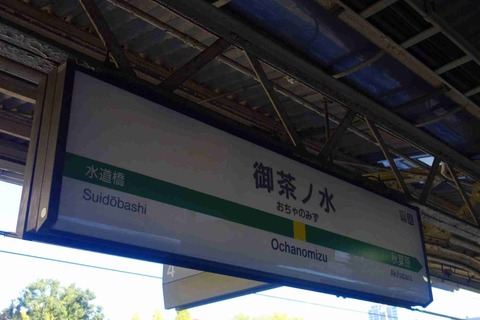 御茶ノ水
おちゃのみず
水道橋
Suidōbashi
Ochanomizu
秋葉原
Akihabara
4